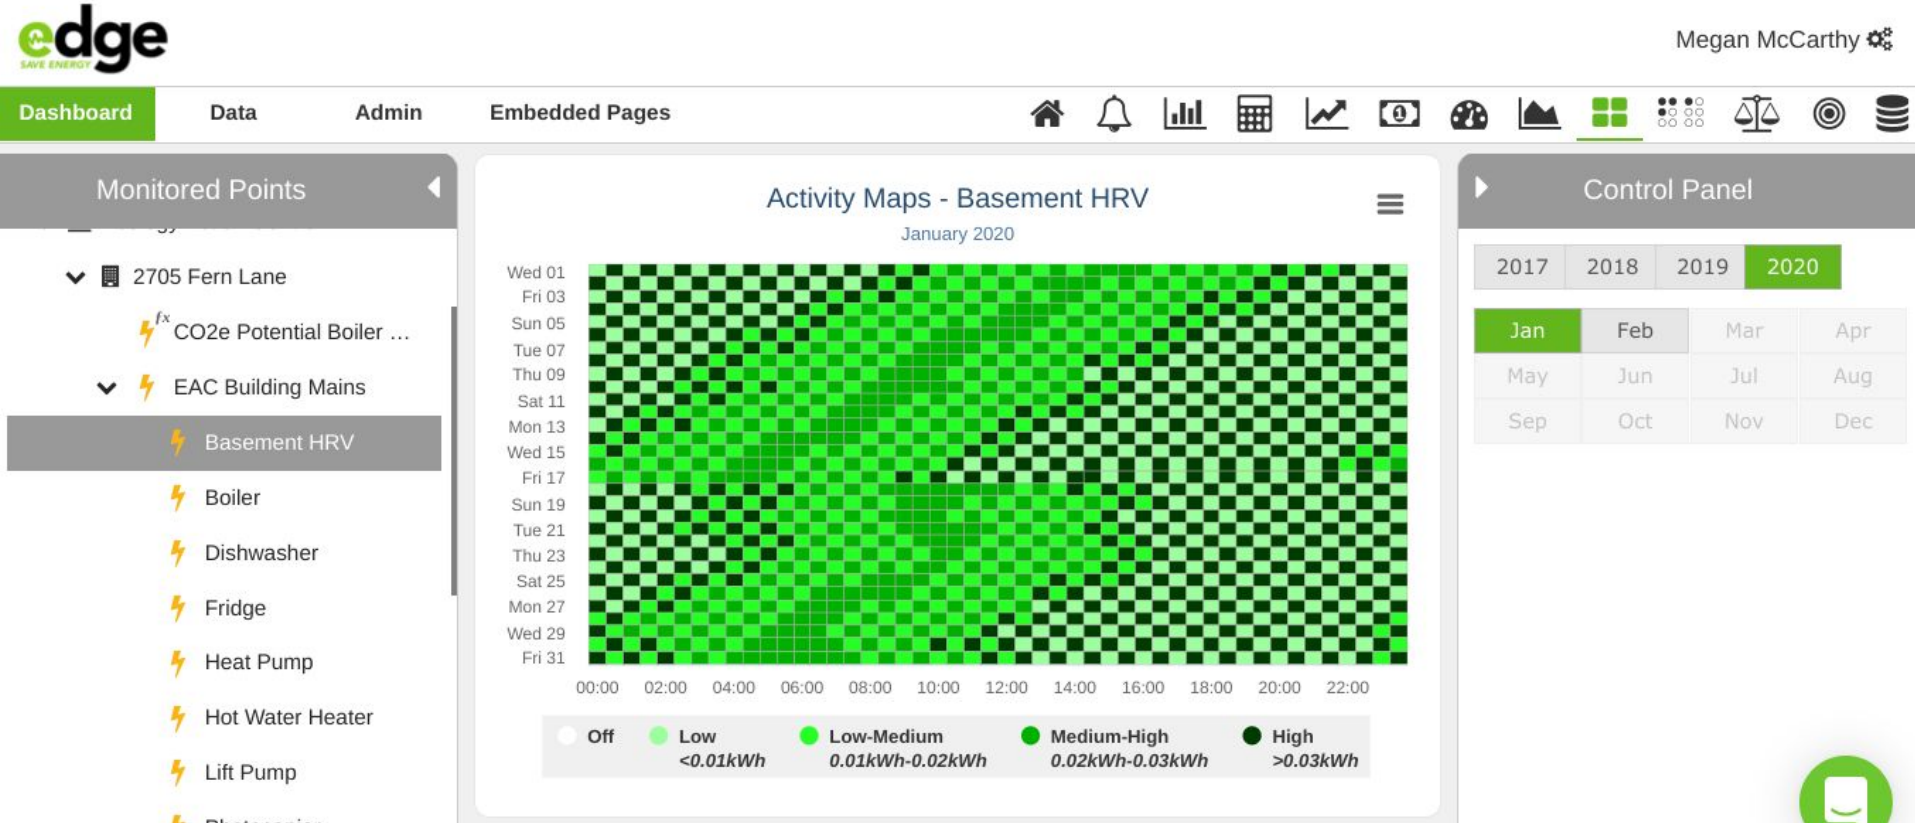 edge
SAVE ENERGY
Megan McCarthy
Dashboard
Data
Admin
Embedded Pages
Monitored Points
2705 Fern Lane
fx
CO2e Potential Boiler ...
EAC Building Mains
Basement HRV
Boiler
Dishwasher
Fridge
Heat Pump
Hot Water Heater
Lift Pump
Activity Maps - Basement HRV
January 2020
Wed 01
Fri 03
Sun 05
Tue 07
Thu 09
Sat 11
Mon 13
Wed 15
Fri 17
Sun 19
Tue 21
Thu 23
Sat 25
Mon 27
Wed 29
Fri 31
00:00 02:00 04:00 06:00 08:00 10:00 12:00 14:00 16:00 18:00 20:00 22:00
Off
Low
<0.01kWh
Low-Medium
0.01kWh-0.02kWh
Medium-High
0.02kWh-0.03kWh
High
>0.03kWh
Control Panel
2017 2018 2019 2020
Jan Feb Mar Apr
May Jun Jul Aug
Sep Oct Nov Dec